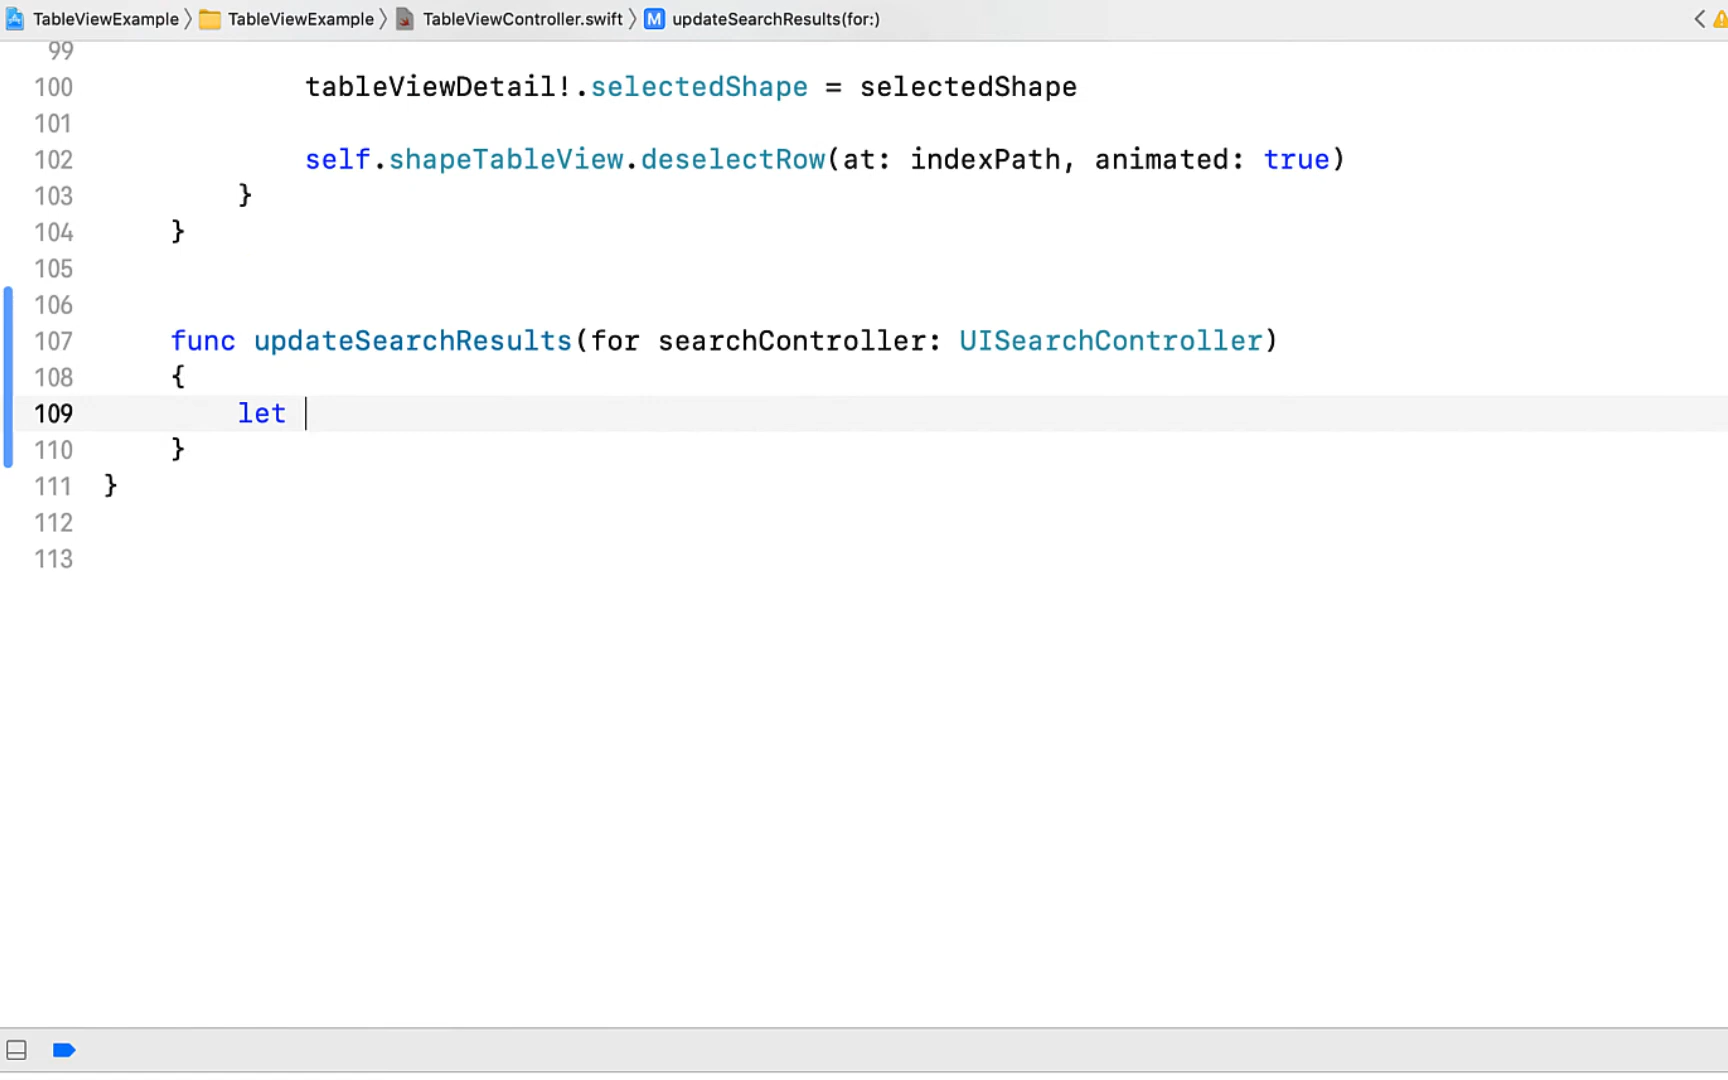 TableViewExample 〉 TableViewExample 〉 TableViewController.swift 〉 M updateSearchResults(for:)
99
100 tableViewDetail!.selectedShape = selectedShape
101
102 self.shapeTableView.deselectRow(at: indexPath, animated: true)
103 }
104 }
105
106
107 func updateSearchResults(for searchController: UISearchController)
108 {
109 let
110 }
111 }
112
113